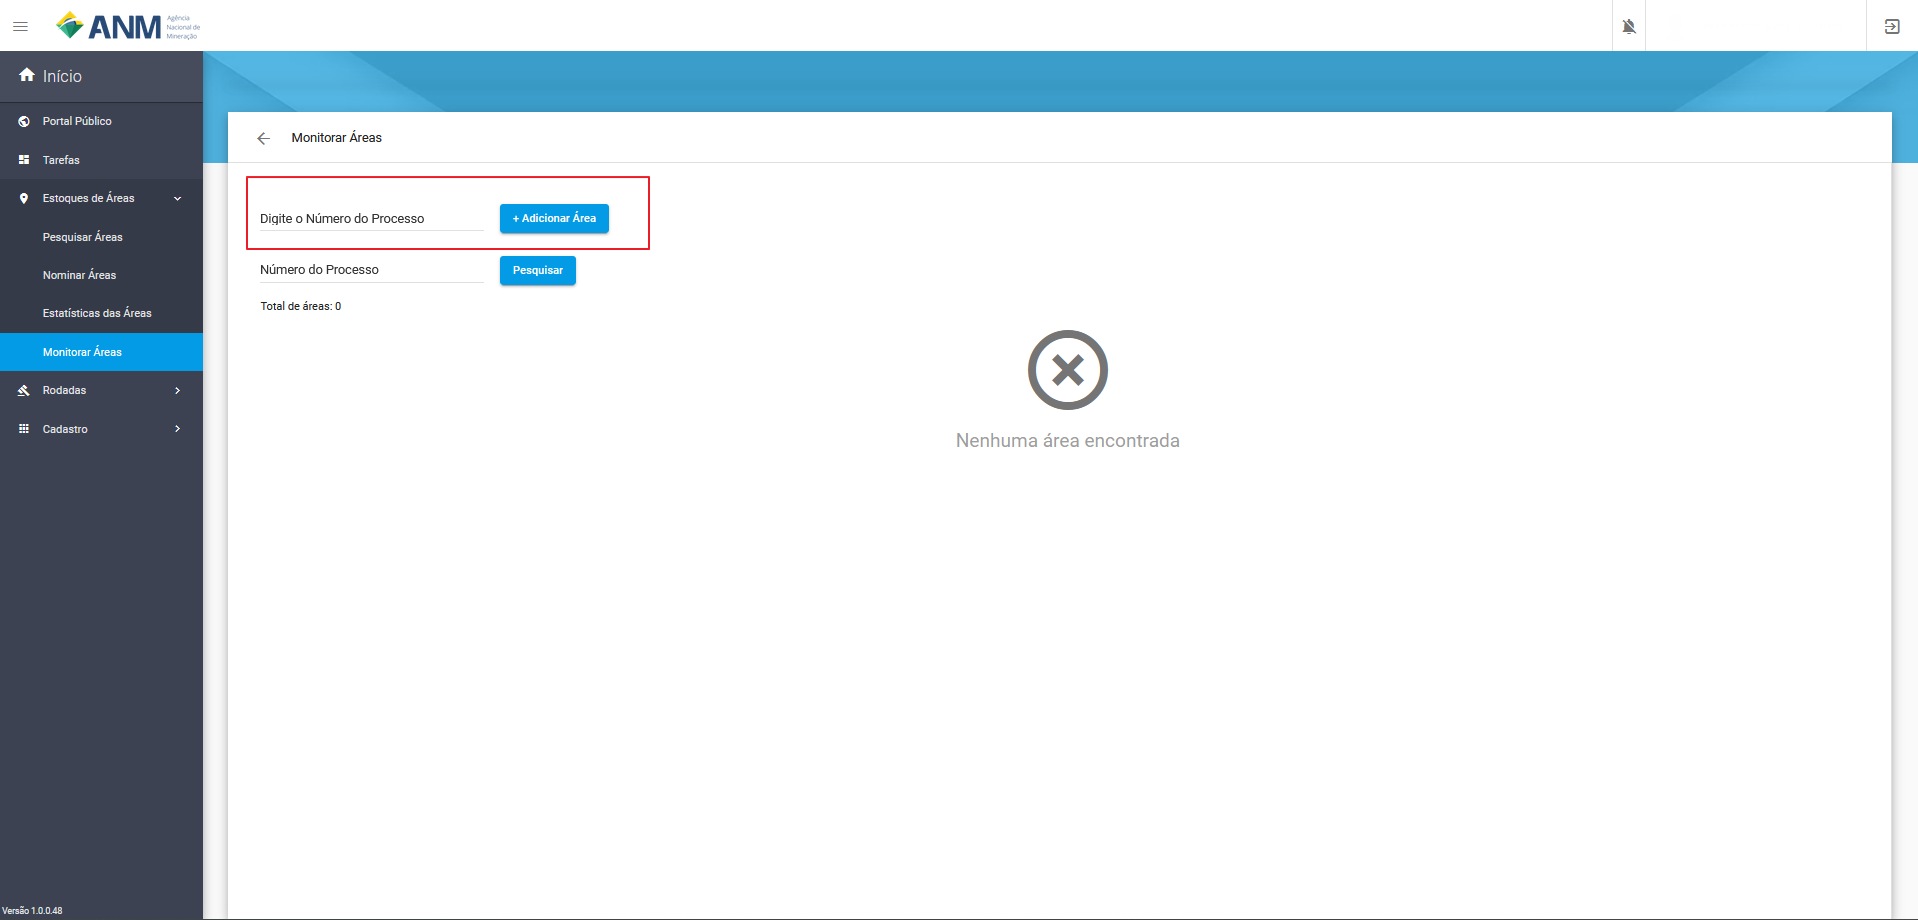 ANM
Agência
Nacional de
Mineração
Início
Portal Público
Tarefas
Estoques de Áreas
Pesquisar Áreas
Nominar Áreas
Estatísticas das Áreas
Monitorar Áreas
Rodadas
Cadastro
Versão 1.0.0.48
Monitorar Áreas
Digite o Número do Processo
+ Adicionar Área
Número do Processo
Pesquisar
Total de áreas: 0
Nenhuma área encontrada